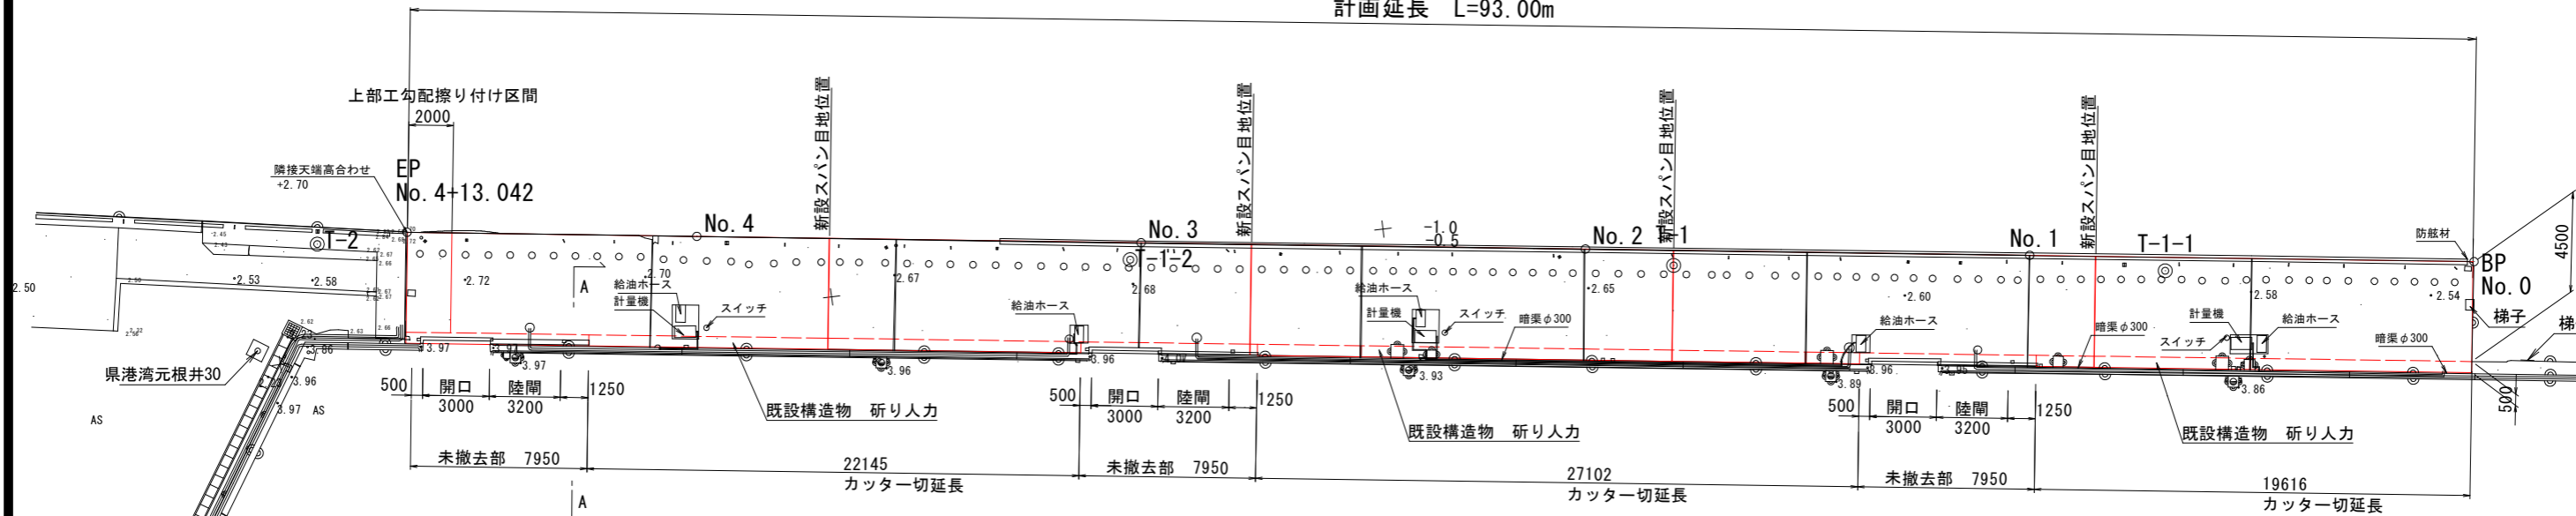 計画延長 L=93.00m
上部工勾配擦り付け区間
2000
新設スパン目地位置
新設スパン目地位置
新設スパン目地位置
新設スパン目地位置
隣接天端高合わせ
+2.70
EP
No.4+13.042
T-2
No.4
No.3
T-1-2
-1.0
-0.5
No.2
T-1
No.1
T-1-1
防舷材
BP
No.0
4500
2.50
2.53
2.58
2.72
A
2.70
2.67
2.68
2.65
2.60
2.58
2.54
給油ホース
計量機
スイッチ
給油ホース
給油ホース
計量機
スイッチ
暗渠φ300
給油ホース
暗渠φ300
計量機
スイッチ
給油ホース
暗渠φ300
梯子
梯
県港湾元根井30
3.86
3.96
3.97
AS
AS
3.97
3.97
3.96
3.96
3.93
3.89
3.96
3.95
3.86
500
開口
3000
陸閘
3200
1250
既設構造物 斫り人力
500
開口
3000
陸閘
3200
1250
既設構造物 斫り人力
500
開口
3000
陸閘
3200
1250
既設構造物 斫り人力
500
未撤去部 7950
22145
カッター切延長
未撤去部 7950
27102
カッター切延長
未撤去部 7950
19616
カッター切延長
A